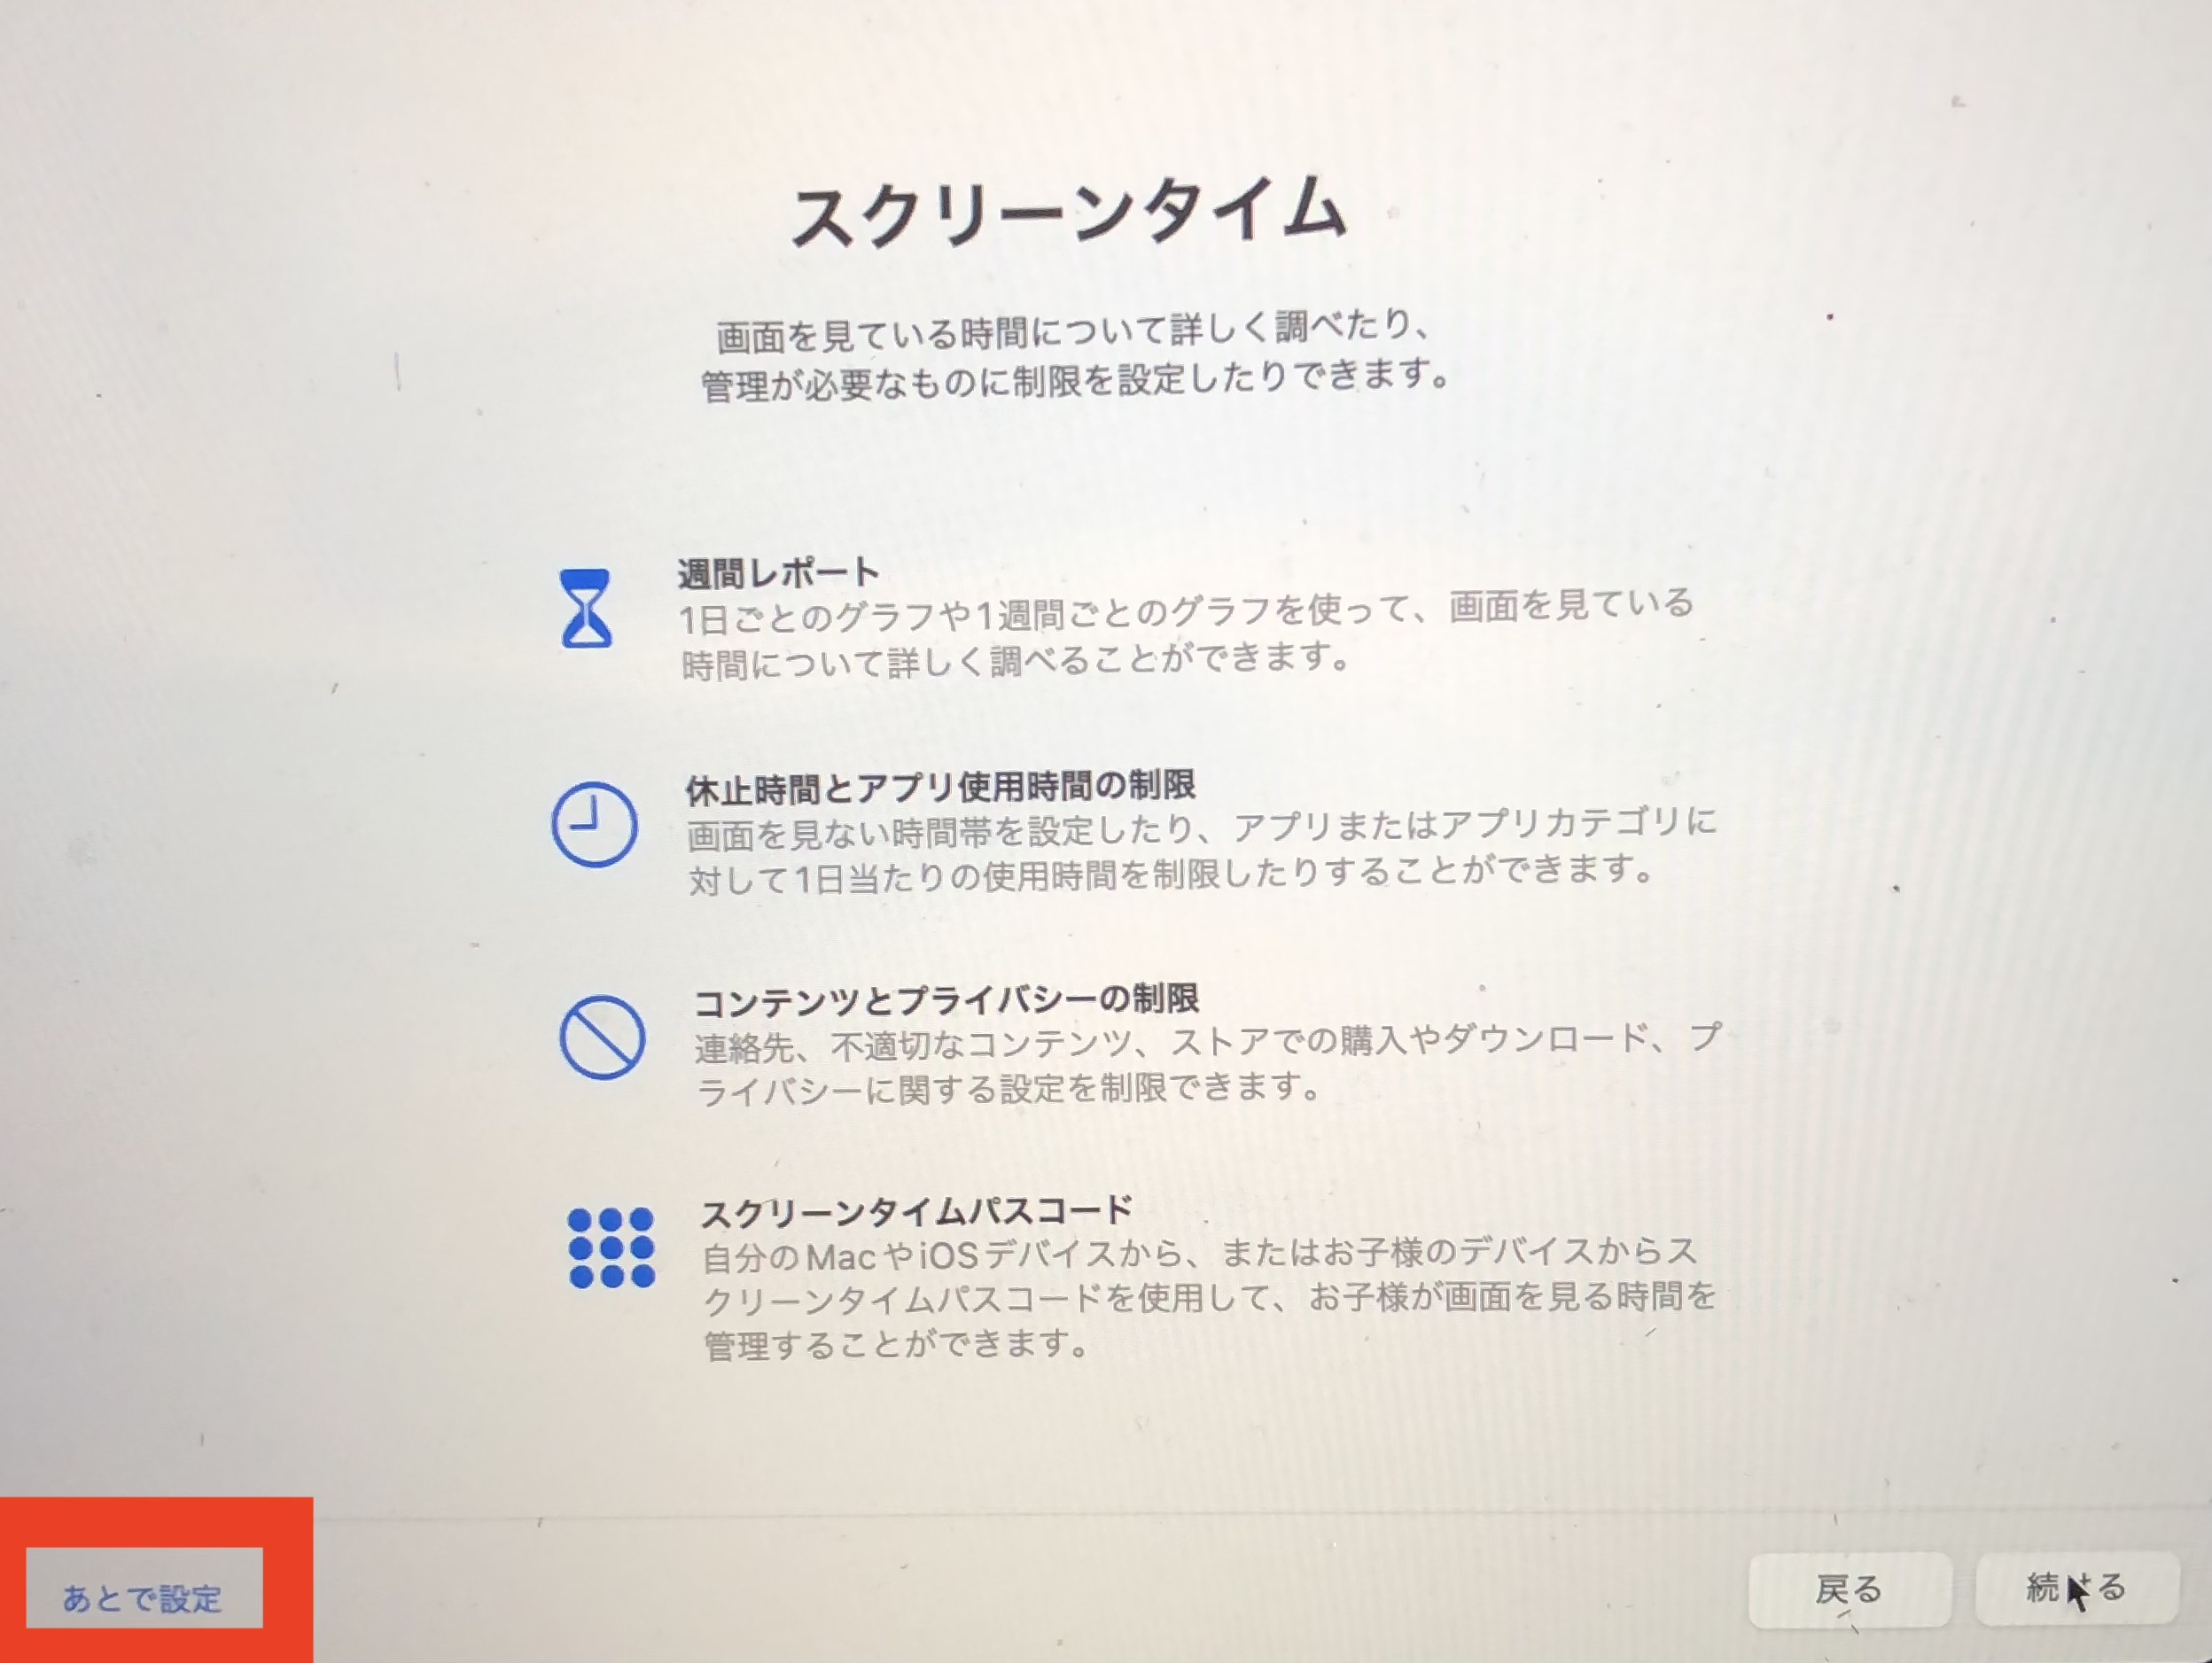 スクリーンタイム
画面を見ている時間について詳しく調べたり、
管理が必要なものに制限を設定したりできます。
週間レポート
1日ごとのグラフや1週間ごとのグラフを使って、画面を見ている
時間について詳しく調べることができます。
休止時間とアプリ使用時間の制限
画面を見ない時間帯を設定したり、アプリまたはアプリカテゴリに
対して1日当たりの使用時間を制限したりすることができます。
コンテンツとプライバシーの制限
連絡先、不適切なコンテンツ、ストアでの購入やダウンロード、プ
ライバシーに関する設定を制限できます。
スクリーンタイムパスコード
自分のMacやiOSデバイスから、またはお子様のデバイスからス
クリーンタイムパスコードを使用して、お子様が画面を見る時間を
管理することができます。
あとで設定
戻る
続ける